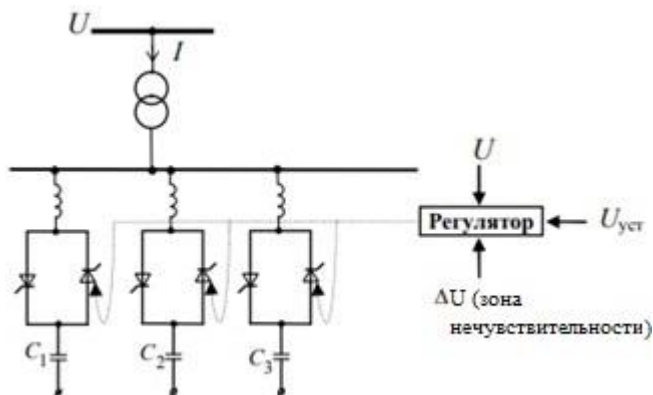 U
I
U
Регулятор
Uуст
ΔU (зона
нечувствительности)
C1
C2
C3